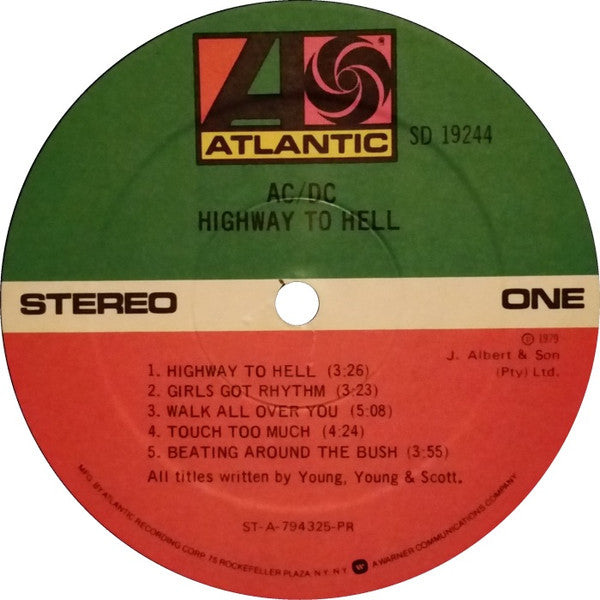 ATLANTIC
SD 19244
AC/DC
HIGHWAY TO HELL
STEREO
ONE
℗ 1979
J. Albert & Son
(Pty) Ltd.
1. HIGHWAY TO HELL (3:26)
2. GIRLS GOT RHYTHM (3:23)
3. WALK ALL OVER YOU (5:08)
4. TOUCH TOO MUCH (4:24)
5. BEATING AROUND THE BUSH (3:55)
All titles written by Young, Young & Scott.
ST-A-794325-PR
MFG. BY ATLANTIC RECORDING CORP. 75 ROCKEFELLER PLAZA, N.Y. N.Y. A WARNER COMMUNICATIONS COMPANY